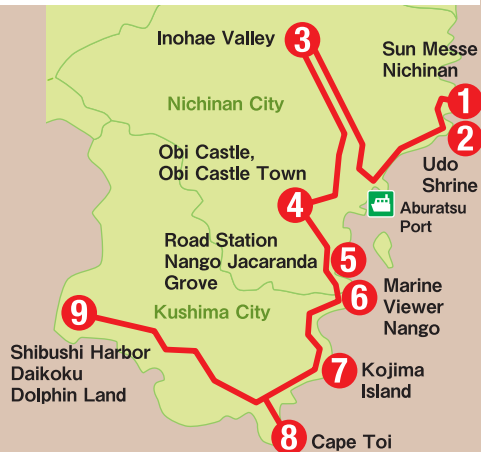 3
Inohae Valley
Sun Messe
Nichinan
1
Nichinan City
2
Obi Castle,
Obi Castle Town
Udo
Shrine
4
Aburatsu
Port
Road Station
Nango Jacaranda
Grove
5
6
Marine
Viewer
Nango
9
Kushima City
Shibushi Harbor
Daikoku
Dolphin Land
7
Kojima
Island
8
Cape Toi